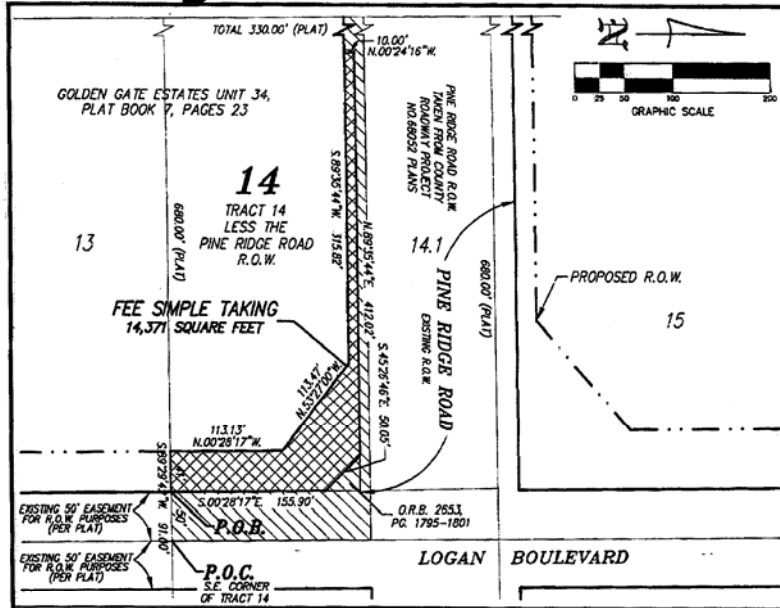 TOTAL 330.00' (PLAT)
10.00'
N.00°24'16"W.
GOLDEN GATE ESTATES UNIT 34,
PLAT BOOK 7, PAGES 23
0 25 50 100 200
GRAPHIC SCALE
PINE RIDGE ROAD R.O.W.
TAKEN FROM COUNTY
ROADWAY PROJECT
NO.68052 PLANS
14
TRACT 14
LESS THE
PINE RIDGE ROAD
R.O.W.
13
680.00' (PLAT)
S.89°35'44"W. 315.82'
N.89°35'44"E. 412.02'
14.1
PINE RIDGE ROAD
EXISTING R.O.W.
680.00' (PLAT)
PROPOSED R.O.W.
15
FEE SIMPLE TAKING
14,371 SQUARE FEET
113.47'
N.53°27'00"W.
S.45°26'46"E. 50.05'
113.13'
N.00°28'17"W.
S.89°29'43"W. 91.00'
41'
50'
S.00°28'17"E. 155.90'
EXISTING 50' EASEMENT
FOR R.O.W. PURPOSES
(PER PLAT)
P.O.B.
O.R.B. 2653,
PG. 1795-1801
EXISTING 50' EASEMENT
FOR R.O.W. PURPOSES
(PER PLAT)
P.O.C.
S.E. CORNER
OF TRACT 14
LOGAN BOULEVARD